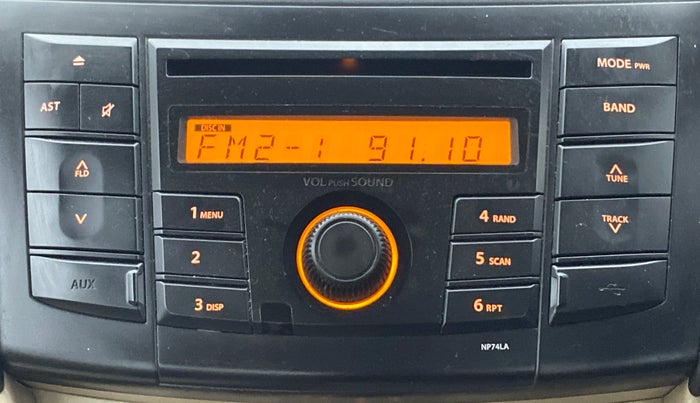 MODE PWR
AST
BAND
DISC IN
FM2-1 91.10
FLD
TUNE
VOL PUSH SOUND
1 MENU
4 RAND
TRACK
2
5 SCAN
AUX
3 DISP
6 RPT
NP74LA